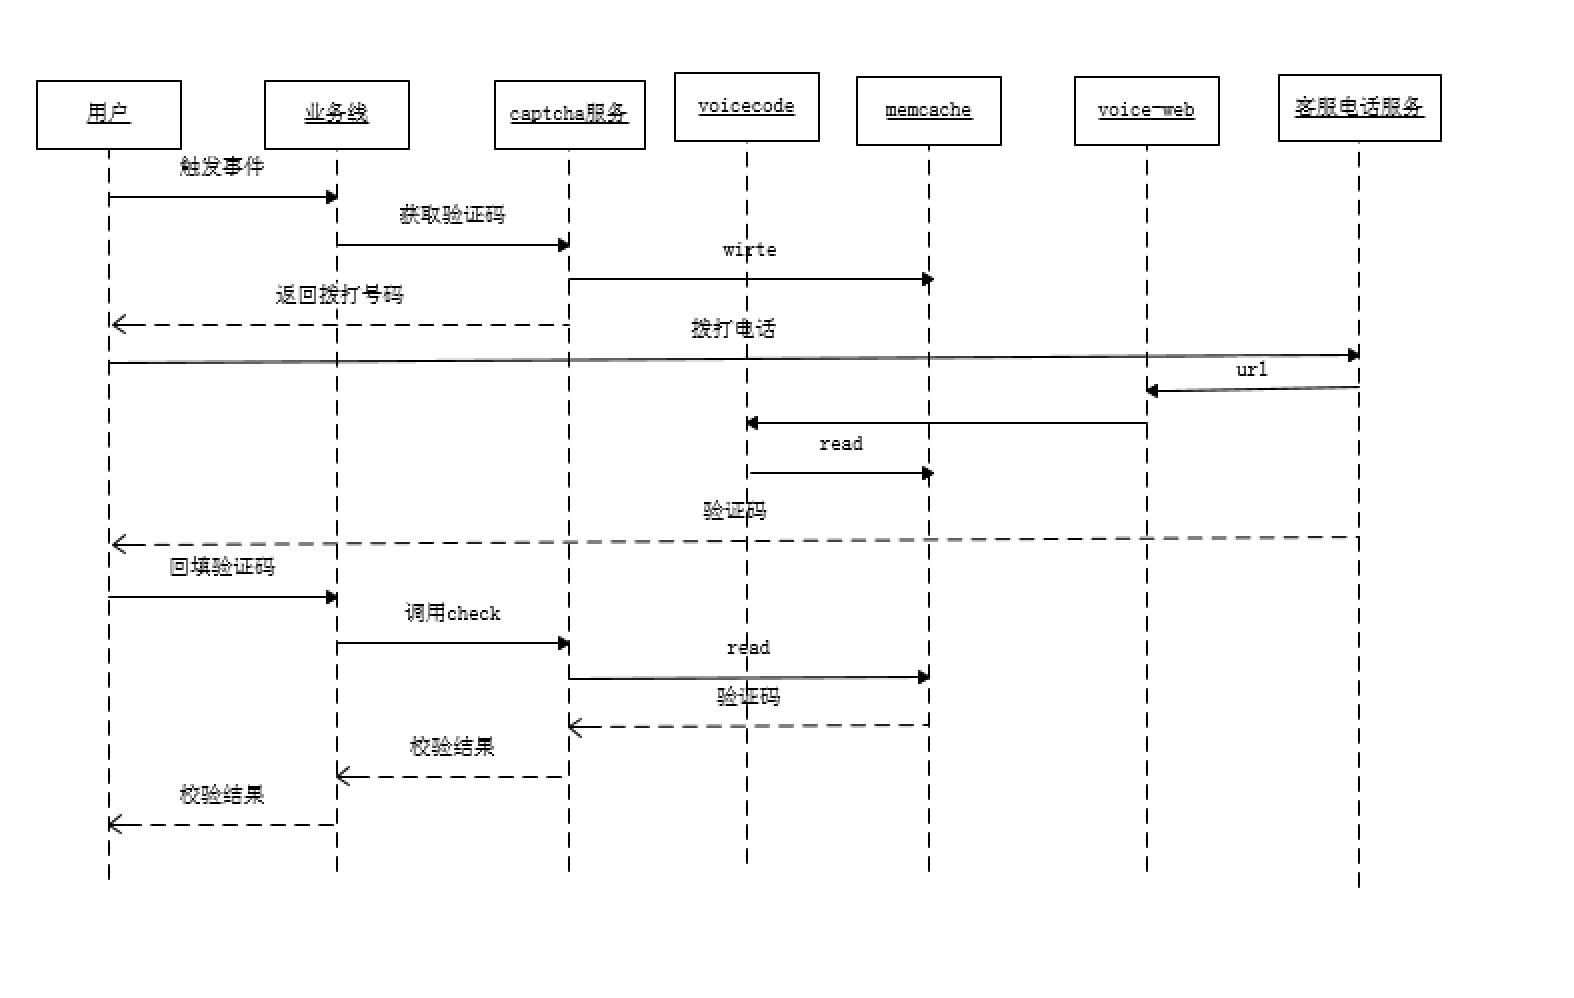 用户
业务线
captcha服务
voicecode
memcache
voice-web
客服电话服务
触发事件
获取验证码
wirte
返回拨打号码
拨打电话
url
read
验证码
回填验证码
调用check
read
验证码
校验结果
校验结果